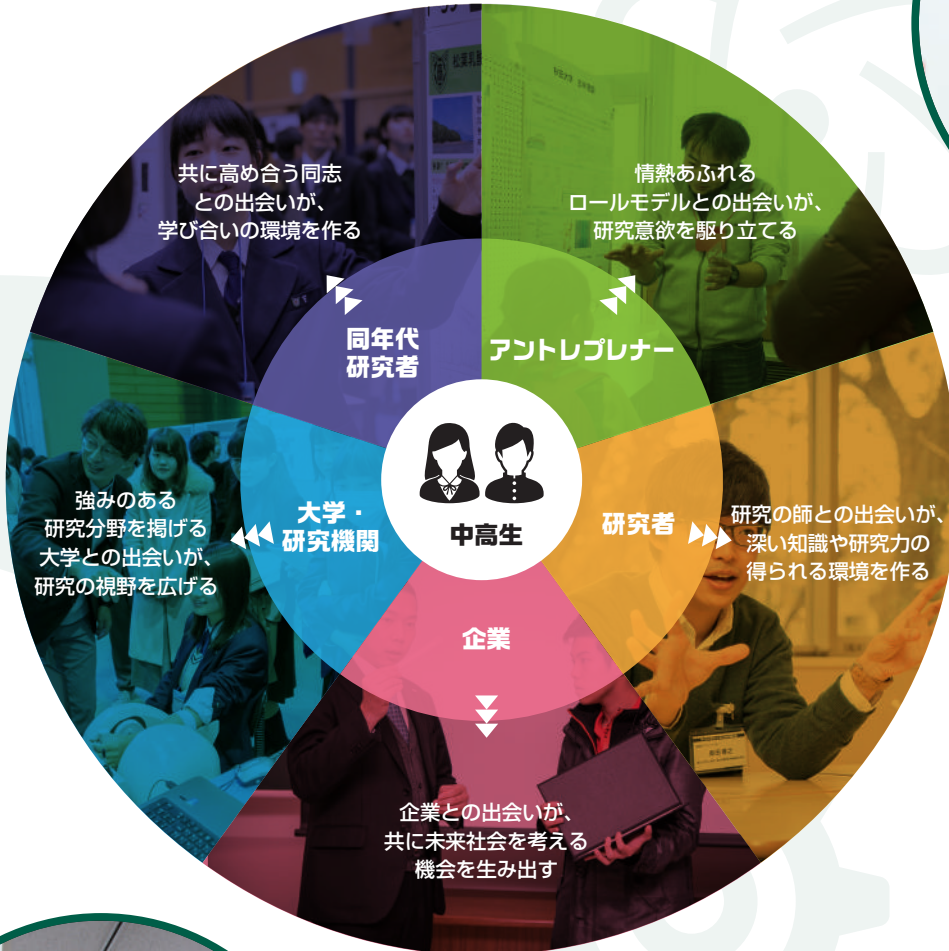 共に高め合う同志
との出会いが、
学び合いの環境を作る
情熱あふれる
ロールモデルとの出会いが、
研究意欲を駆り立てる
同年代
研究者
アントレプレナー
強みのある
研究分野を掲げる
大学との出会いが、
研究の視野を広げる
大学・
研究機関
中高生
研究者
研究の師との出会いが、
深い知識や研究力の
得られる環境を作る
企業
企業との出会いが、
共に未来社会を考える
機会を生み出す